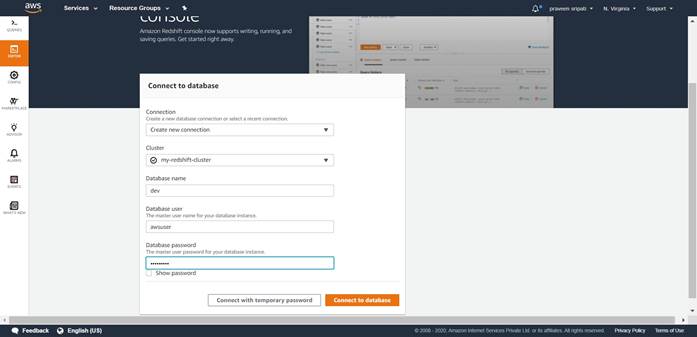 aws
Services
Resource Groups
praveen sripati
N. Virginia
Support
console
Amazon Redshift console now supports writing, running, and
saving queries. Get started right away.
QUERIES
EDITOR
CONFIG
MARKETPLACE
ADVISOR
ALARMS
EVENTS
WHAT'S NEW
Connect to database
Connection
Create a new database connection or select a recent connection.
Create new connection
Cluster
my-redshift-cluster
Database name
dev
Database user
The master user name for your database instance.
awsuser
Database password
The master user password for your database instance.
•••••••••
Show password
Connect with temporary password
Connect to database
Feedback
English (US)
© 2008 - 2020, Amazon Internet Services Private Ltd. or its affiliates. All rights reserved.
Privacy Policy
Terms of Use